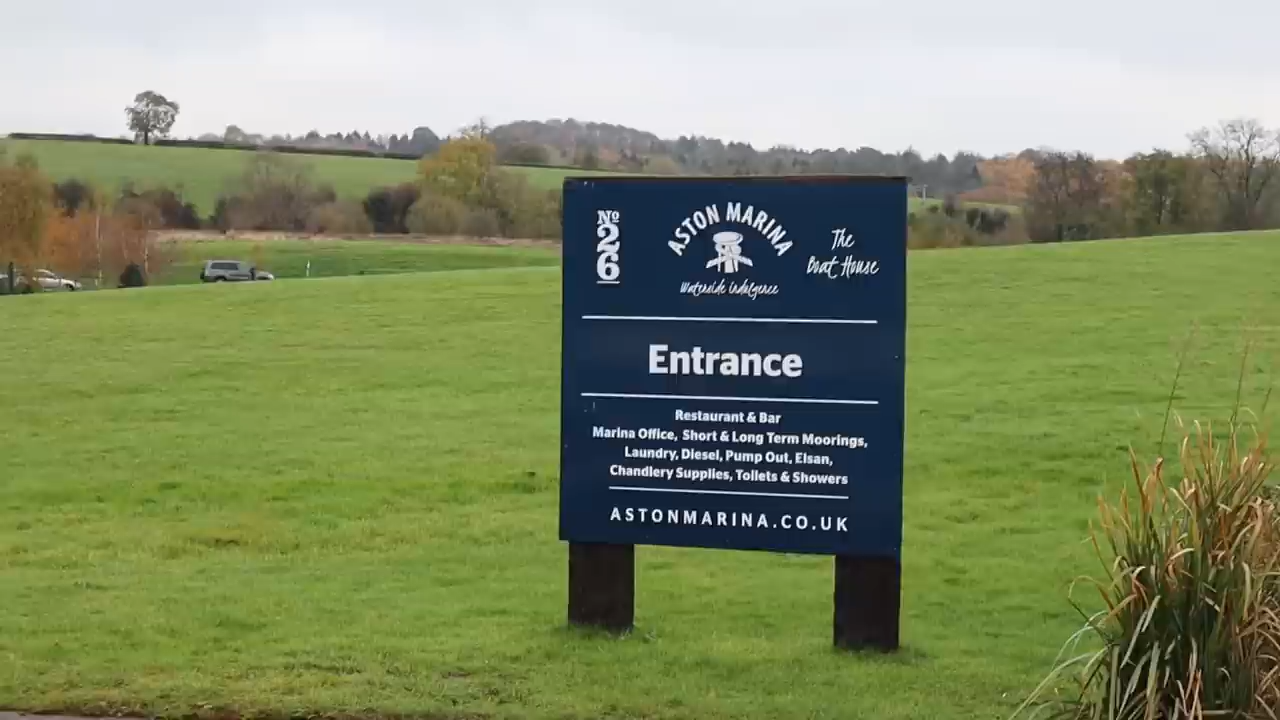 No
26
ASTON MARINA
Waterside indulgence
The
Boat House
Entrance
Restaurant & Bar
Marina Office, Short & Long Term Moorings,
Laundry, Diesel, Pump Out, Elsan,
Chandlery Supplies, Toilets & Showers
ASTONMARINA.CO.UK